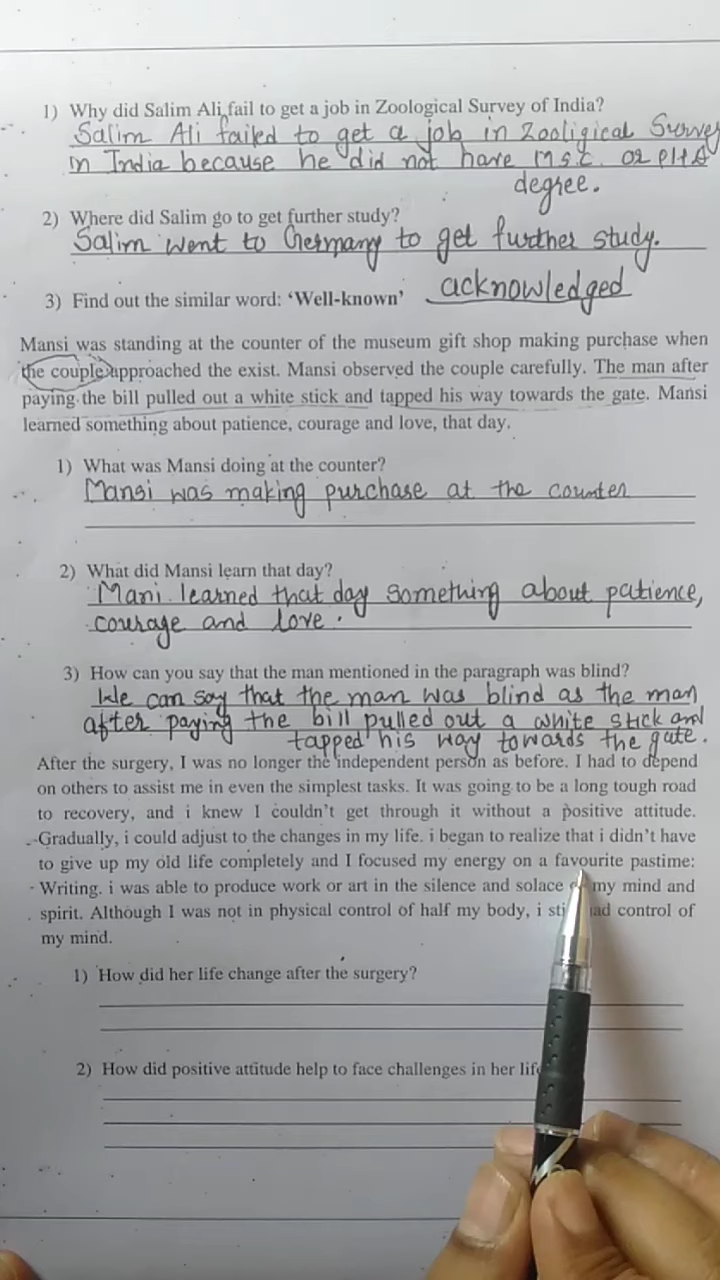 1) Why did Salim Ali fail to get a job in Zoological Survey of India?
Salim Ali failed to get a job in Zooligical Survey
in India because he did not have M.S.C. or PHd
degree.
2) Where did Salim go to get further study?
Salim went to Germany to get further study.
3) Find out the similar word: ‘Well-known’ acknowledged
Mansi was standing at the counter of the museum gift shop making purchase when
the couple approached the exist. Mansi observed the couple carefully. The man after
paying the bill pulled out a white stick and tapped his way towards the gate. Mansi
learned something about patience, courage and love, that day.
1) What was Mansi doing at the counter?
Mansi was making purchase at the counter
2) What did Mansi learn that day?
Mani learned that day something about patience,
courage and love.
3) How can you say that the man mentioned in the paragraph was blind?
We can say that the man was blind as the man
after paying the bill pulled out a white stick and
tapped his way towards the gate.
After the surgery, I was no longer the independent person as before. I had to depend
on others to assist me in even the simplest tasks. It was going to be a long tough road
to recovery, and i knew I couldn’t get through it without a positive attitude.
Gradually, i could adjust to the changes in my life. i began to realize that i didn’t have
to give up my old life completely and I focused my energy on a favourite pastime:
Writing. i was able to produce work or art in the silence and solace my mind and
spirit. Although I was not in physical control of half my body, i control of
my mind.
1) How did her life change after the surgery?
2) How did positive attitude help to face challenges in her